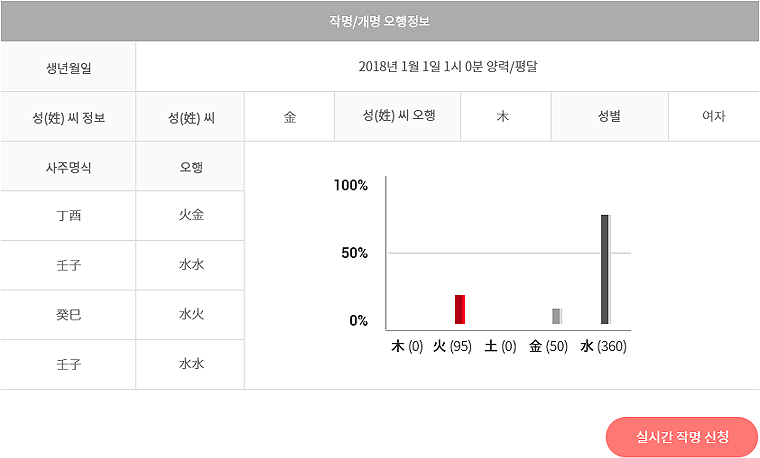 작명/개명 오행정보
생년월일 2018년 1월 1일 1시 0분 양력/평달
성(姓) 씨 정보 성(姓) 씨 金 성(姓) 씨 오행 木 성별 여자
사주명식 오행
丁酉 火金
壬子 水水
癸巳 水火
壬子 水水
100%
50%
0%
木 (0) 火 (95) 土 (0) 金 (50) 水 (360)
실시간 작명 신청